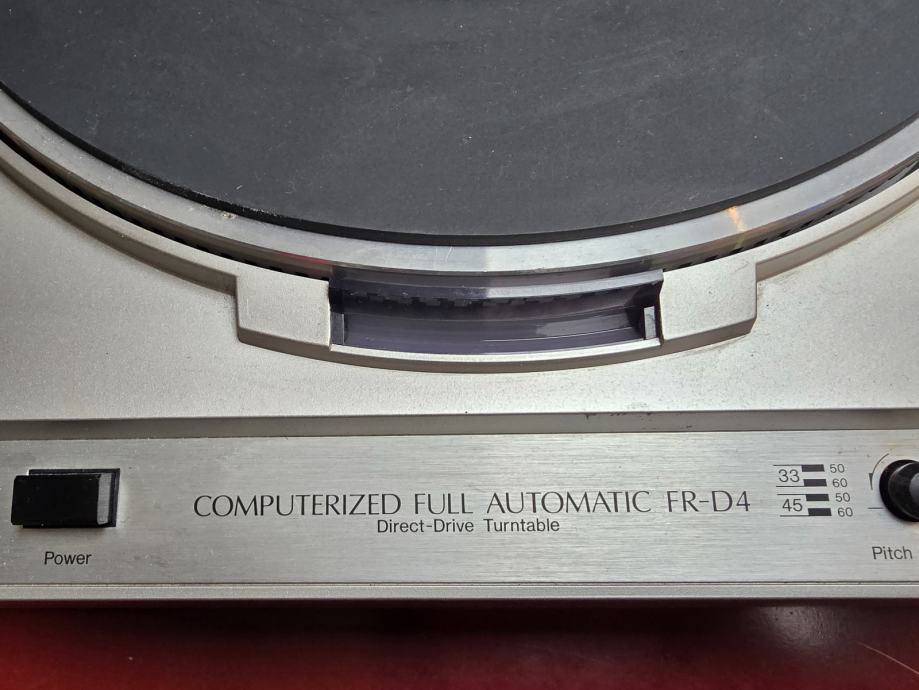 COMPUTERIZED FULL AUTOMATIC FR-D4
Direct-Drive Turntable
33 50
60
45 50
60
Power
Pitch